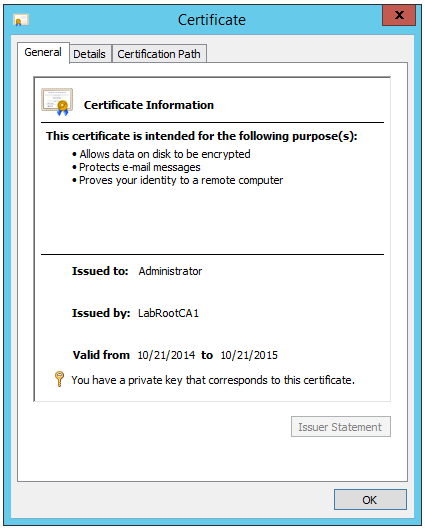 Certificate
x
General Details Certification Path
Certificate Information
This certificate is intended for the following purpose(s):
• Allows data on disk to be encrypted
• Protects e-mail messages
• Proves your identity to a remote computer
Issued to: Administrator
Issued by: LabRootCA1
Valid from 10/21/2014 to 10/21/2015
You have a private key that corresponds to this certificate.
Issuer Statement
OK